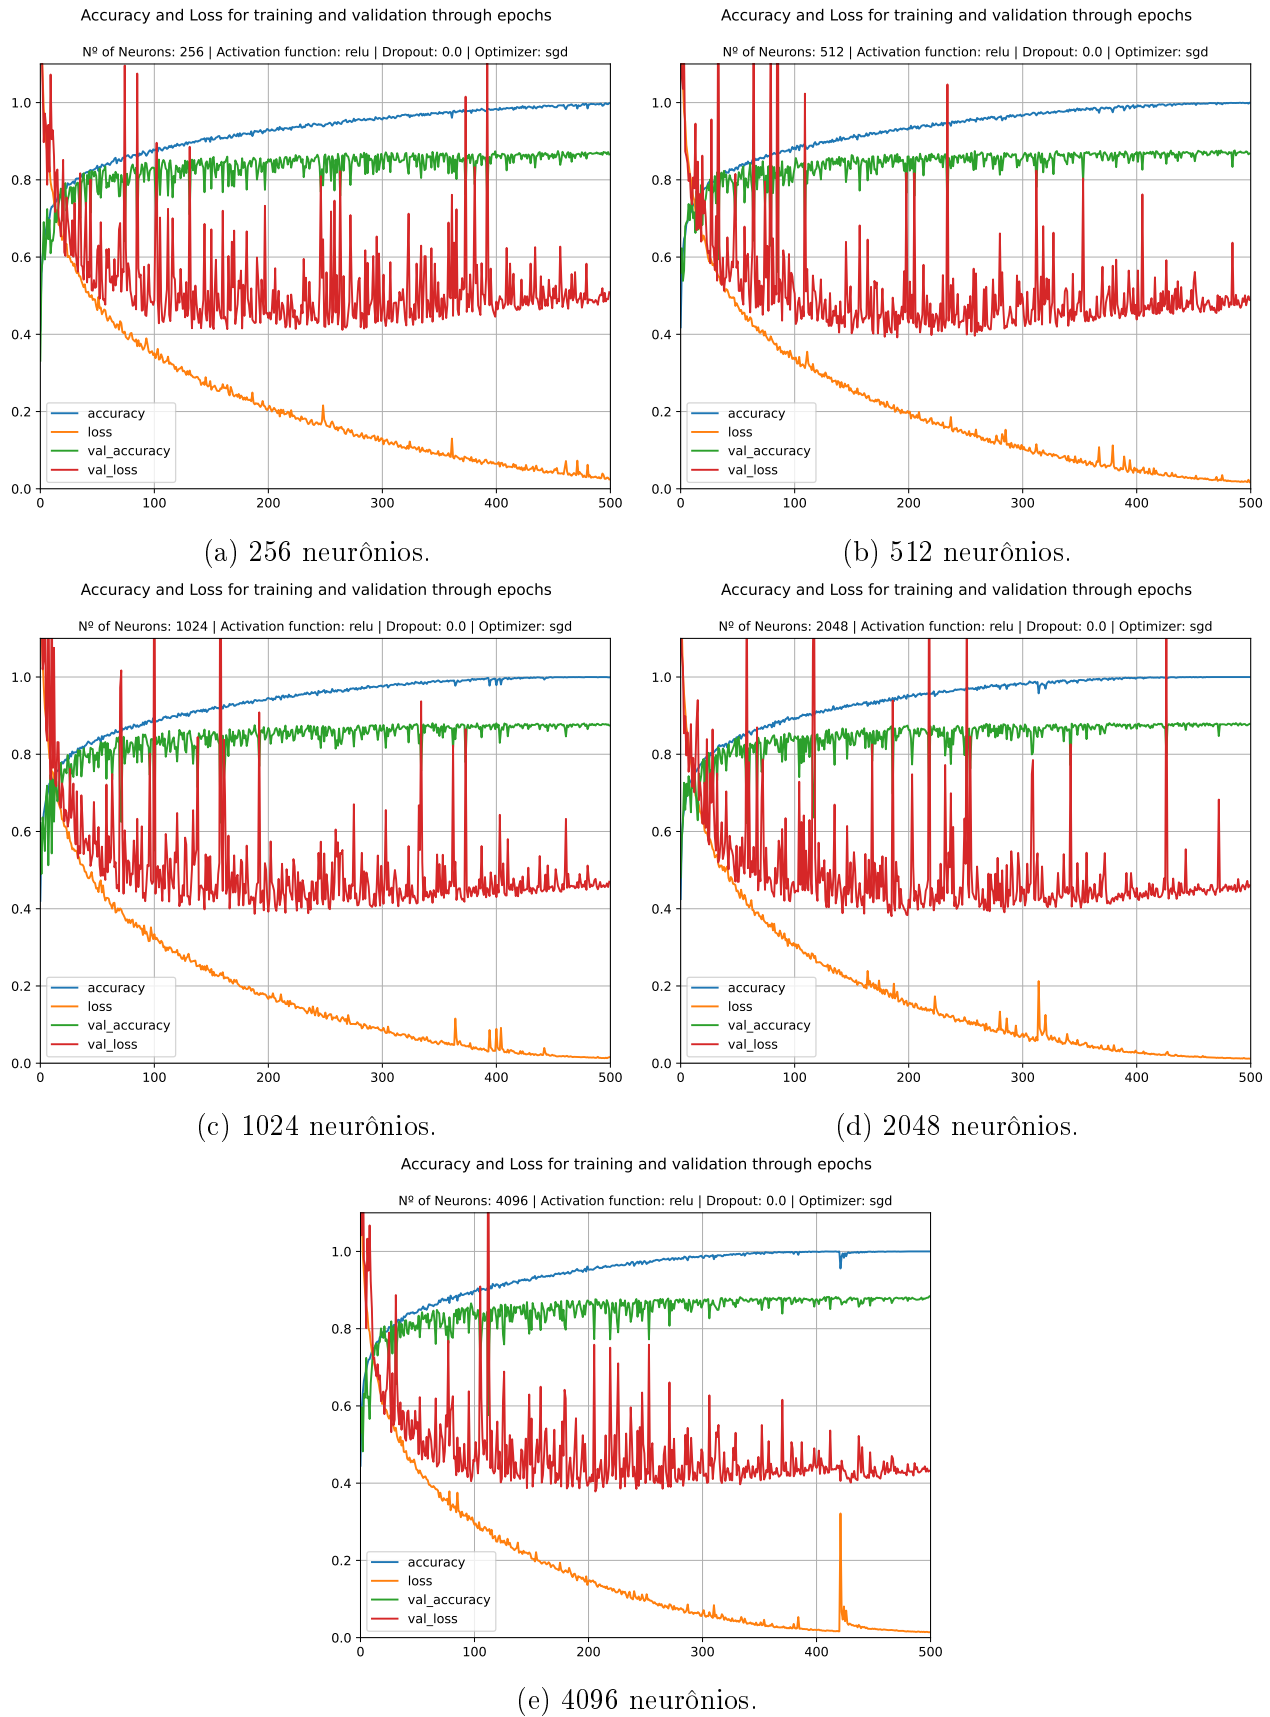 Accuracy and Loss for training and validation through epochs
Nº of Neurons: 256 | Activation function: relu | Dropout: 0.0 | Optimizer: sgd
1.0
0.8
0.6
0.4
0.2
0.0
accuracy
loss
val_accuracy
val_loss
0 100 200 300 400 500
(a) 256 neurônios.
Accuracy and Loss for training and validation through epochs
Nº of Neurons: 512 | Activation function: relu | Dropout: 0.0 | Optimizer: sgd
1.0
0.8
0.6
0.4
0.2
0.0
accuracy
loss
val_accuracy
val_loss
0 100 200 300 400 500
(b) 512 neurônios.
Accuracy and Loss for training and validation through epochs
Nº of Neurons: 1024 | Activation function: relu | Dropout: 0.0 | Optimizer: sgd
1.0
0.8
0.6
0.4
0.2
0.0
accuracy
loss
val_accuracy
val_loss
0 100 200 300 400 500
(c) 1024 neurônios.
Accuracy and Loss for training and validation through epochs
Nº of Neurons: 2048 | Activation function: relu | Dropout: 0.0 | Optimizer: sgd
1.0
0.8
0.6
0.4
0.2
0.0
accuracy
loss
val_accuracy
val_loss
0 100 200 300 400 500
(d) 2048 neurônios.
Accuracy and Loss for training and validation through epochs
Nº of Neurons: 4096 | Activation function: relu | Dropout: 0.0 | Optimizer: sgd
1.0
0.8
0.6
0.4
0.2
0.0
accuracy
loss
val_accuracy
val_loss
0 100 200 300 400 500
(e) 4096 neurônios.